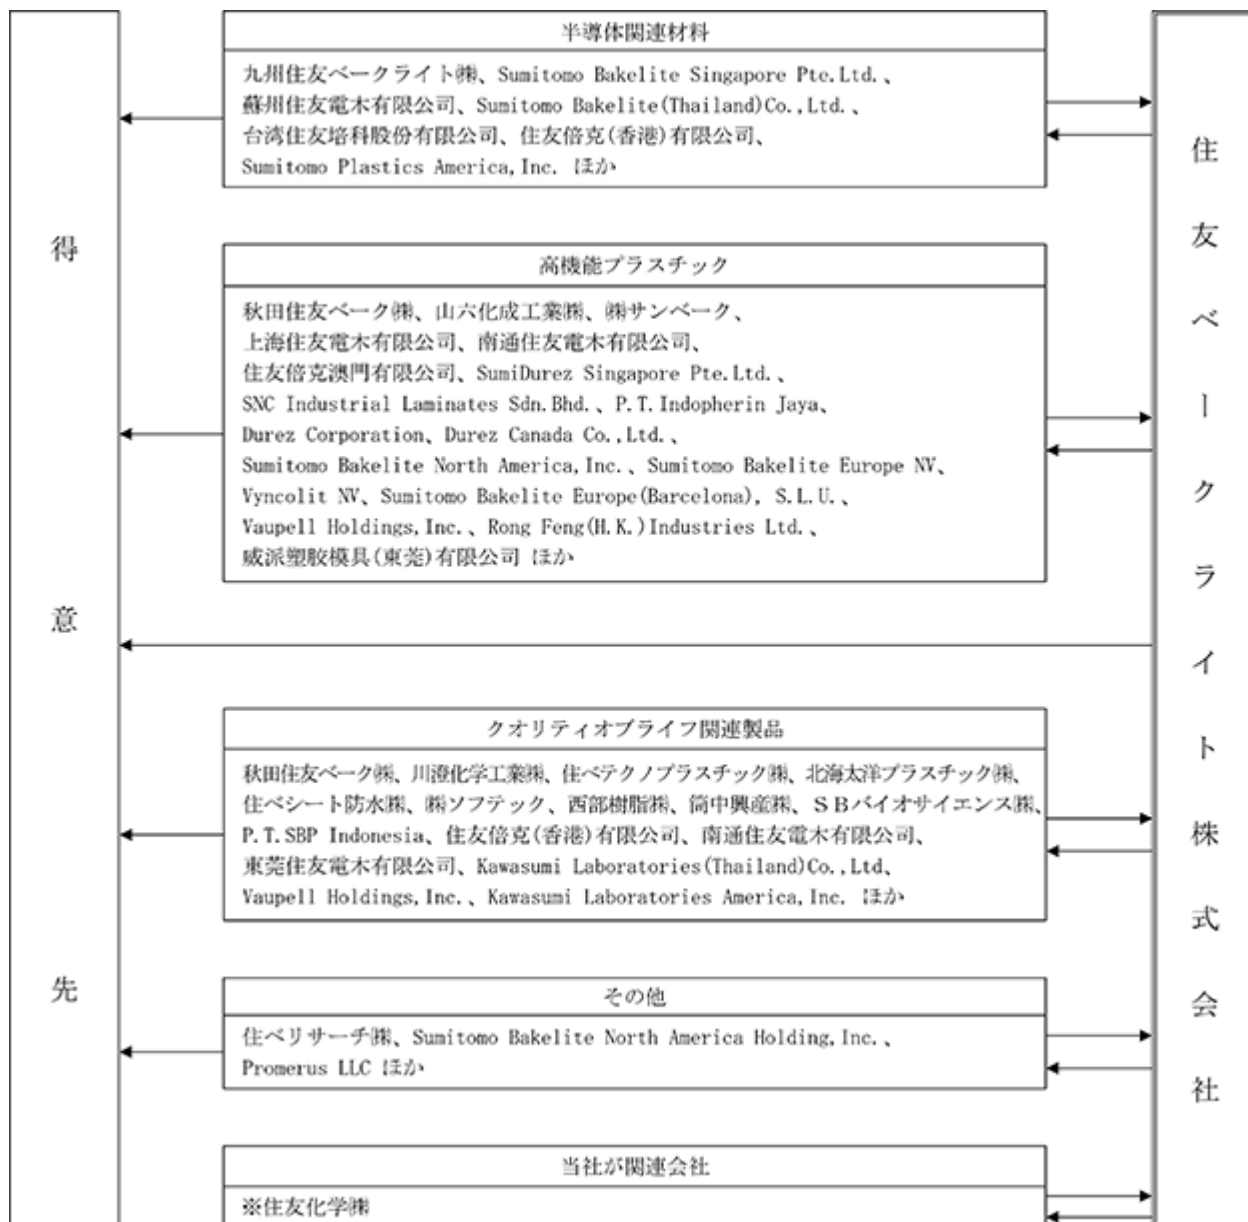 得意先
半導体関連材料
九州住友ベークライト㈱、Sumitomo Bakelite Singapore Pte.Ltd.、
蘇州住友電木有限公司、Sumitomo Bakelite(Thailand)Co.,Ltd.、
台湾住友培科股份有限公司、住友倍克(香港)有限公司、
Sumitomo Plastics America,Inc. ほか
高機能プラスチック
秋田住友ベーク㈱、山六化成工業㈱、㈱サンベーク、
上海住友電木有限公司、南通住友電木有限公司、
住友倍克澳門有限公司、SumiDurez Singapore Pte.Ltd.、
SNC Industrial Laminates Sdn.Bhd.、P.T.Indopherin Jaya、
Durez Corporation、Durez Canada Co.,Ltd.、
Sumitomo Bakelite North America,Inc.、Sumitomo Bakelite Europe NV、
Vyncolit NV、Sumitomo Bakelite Europe(Barcelona), S.L.U.、
Vaupell Holdings,Inc.、Rong Feng(H.K.)Industries Ltd.、
威派塑胶模具(東莞)有限公司 ほか
クオリティオブライフ関連製品
秋田住友ベーク㈱、川澄化学工業㈱、住ベテクノプラスチック㈱、北海太洋プラスチック㈱、
住ベシート防水㈱、㈱ソフテック、西部樹脂㈱、筒中興産㈱、ＳＢバイオサイエンス㈱、
P.T.SBP Indonesia、住友倍克(香港)有限公司、南通住友電木有限公司、
東莞住友電木有限公司、Kawasumi Laboratories(Thailand)Co.,Ltd、
Vaupell Holdings,Inc.、Kawasumi Laboratories America,Inc. ほか
その他
住ベリサーチ㈱、Sumitomo Bakelite North America Holding,Inc.、
Promerus LLC ほか
当社が関連会社
※住友化学㈱
住友ベークライト株式会社